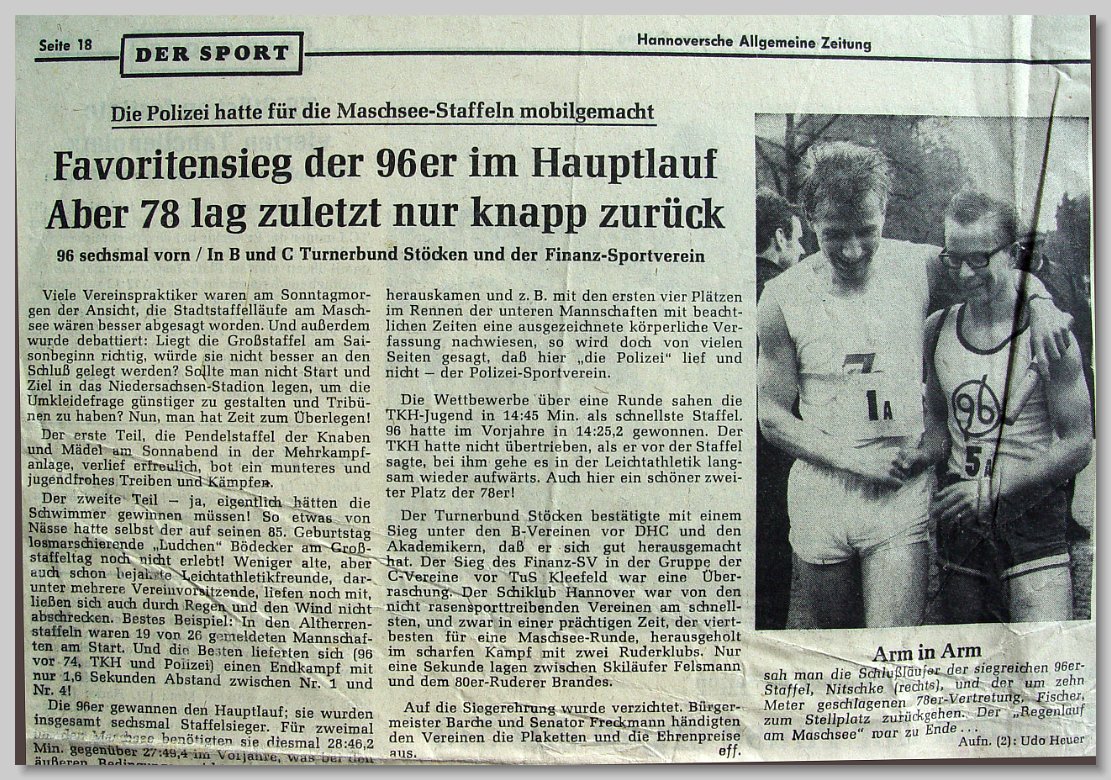 Seite 18
DER SPORT
Hannoversche Allgemeine Zeitung
Die Polizei hatte für die Maschsee-Staffeln mobilgemacht
Favoritensieg der 96er im Hauptlauf
Aber 78 lag zuletzt nur knapp zurück
96 sechsmal vorn / In B und C Turnerbund Stöcken und der Finanz-Sportverein
Viele Vereinspraktiker waren am Sonntagmor-
gen der Ansicht, die Stadtstaffelläufe am Masch-
see wären besser abgesagt worden. Und außerdem
wurde debattiert: Liegt die Großstaffel am Sai-
sonbeginn richtig, würde sie nicht besser an den
Schluß gelegt werden? Sollte man nicht Start und
Ziel in das Niedersachsen-Stadion legen, um die
Umkleidefrage günstiger zu gestalten und Tribü-
nen zu haben? Nun, man hat Zeit zum Überlegen!
Der erste Teil, die Pendelstaffel der Knaben
und Mädel am Sonnabend in der Mehrkampf-
anlage, verlief erfreulich, bot ein munteres und
jugendfrohes Treiben und Kämpfen.
Der zweite Teil – ja, eigentlich hätten die
Schwimmer gewinnen müssen! So etwas von
Nässe hatte selbst der auf seinen 85. Geburtstag
losmarschierende „Ludchen" Bödecker am Groß-
staffeltag noch nicht erlebt! Weniger alte, aber
auch schon bejahrte Leichtathletikfreunde, dar-
unter mehrere Vereinvorsitzende, liefen noch mit,
ließen sich auch durch Regen und den Wind nicht
abschrecken. Bestes Beispiel: In den Altherren-
staffeln waren 19 von 26 gemeldeten Mannschaf-
ten am Start. Und die Besten lieferten sich (96
vor 74, TKH und Polizei) einen Endkampf mit
nur 1,6 Sekunden Abstand zwischen Nr. 1 und
Nr. 4!
Die 96er gewannen den Hauptlauf; sie wurden
insgesamt sechsmal Staffelsieger. Für zweimal
benötigten sie diesmal 28:46,2
Min. gegenüber 27:49,4 im Vorjahre, was bei den
äußeren
herauskamen und z. B. mit den ersten vier Plätzen
im Rennen der unteren Mannschaften mit beacht-
lichen Zeiten eine ausgezeichnete körperliche Ver-
fassung nachwiesen, so wird doch von vielen
Seiten gesagt, daß hier „die Polizei" lief und
nicht – der Polizei-Sportverein.
Die Wettbewerbe über eine Runde sahen die
TKH-Jugend in 14:45 Min. als schnellste Staffel.
96 hatte im Vorjahre in 14:25,2 gewonnen. Der
TKH hatte nicht übertrieben, als er vor der Staffel
sagte, bei ihm gehe es in der Leichtathletik lang-
sam wieder aufwärts. Auch hier ein schöner zwei-
ter Platz der 78er!
Der Turnerbund Stöcken bestätigte mit einem
Sieg unter den B-Vereinen vor DHC und den
Akademikern, daß er sich gut herausgemacht
hat. Der Sieg des Finanz-SV in der Gruppe der
C-Vereine vor TuS Kleefeld war eine Über-
raschung. Der Schiklub Hannover war von den
nicht rasensporttreibenden Vereinen am schnell-
sten, und zwar in einer prächtigen Zeit, der viert-
besten für eine Maschsee-Runde, herausgeholt
im scharfen Kampf mit zwei Ruderklubs. Nur
eine Sekunde lagen zwischen Skiläufer Felsmann
und dem 80er-Ruderer Brandes.
Auf die Siegerehrung wurde verzichtet. Bürger-
meister Barche und Senator Freckmann händigten
den Vereinen die Plaketten und die Ehrenpreise
aus. eff.
7
1A
96
5A
Arm in Arm
sah man die Schlußläufer der siegreichen 96er-
Staffel, Nitschke (rechts), und der um zehn
Meter geschlagenen 78er-Vertretung, Fischer,
zum Stellplatz zurückgehen. Der „Regenlauf
am Maschsee" war zu Ende ...
Aufn. (2): Udo Heuer